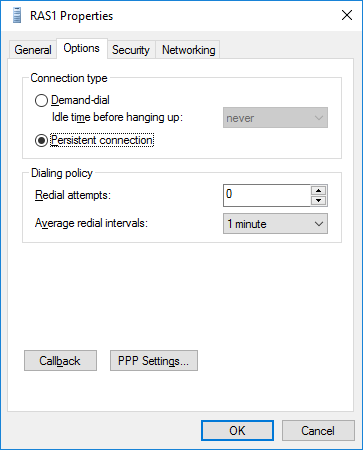 RAS1 Properties
General Options Security Networking
Connection type
Demand-dial
Idle time before hanging up: never
Persistent connection
Dialing policy
Redial attempts: 0
Average redial intervals: 1 minute
Callback PPP Settings...
OK Cancel